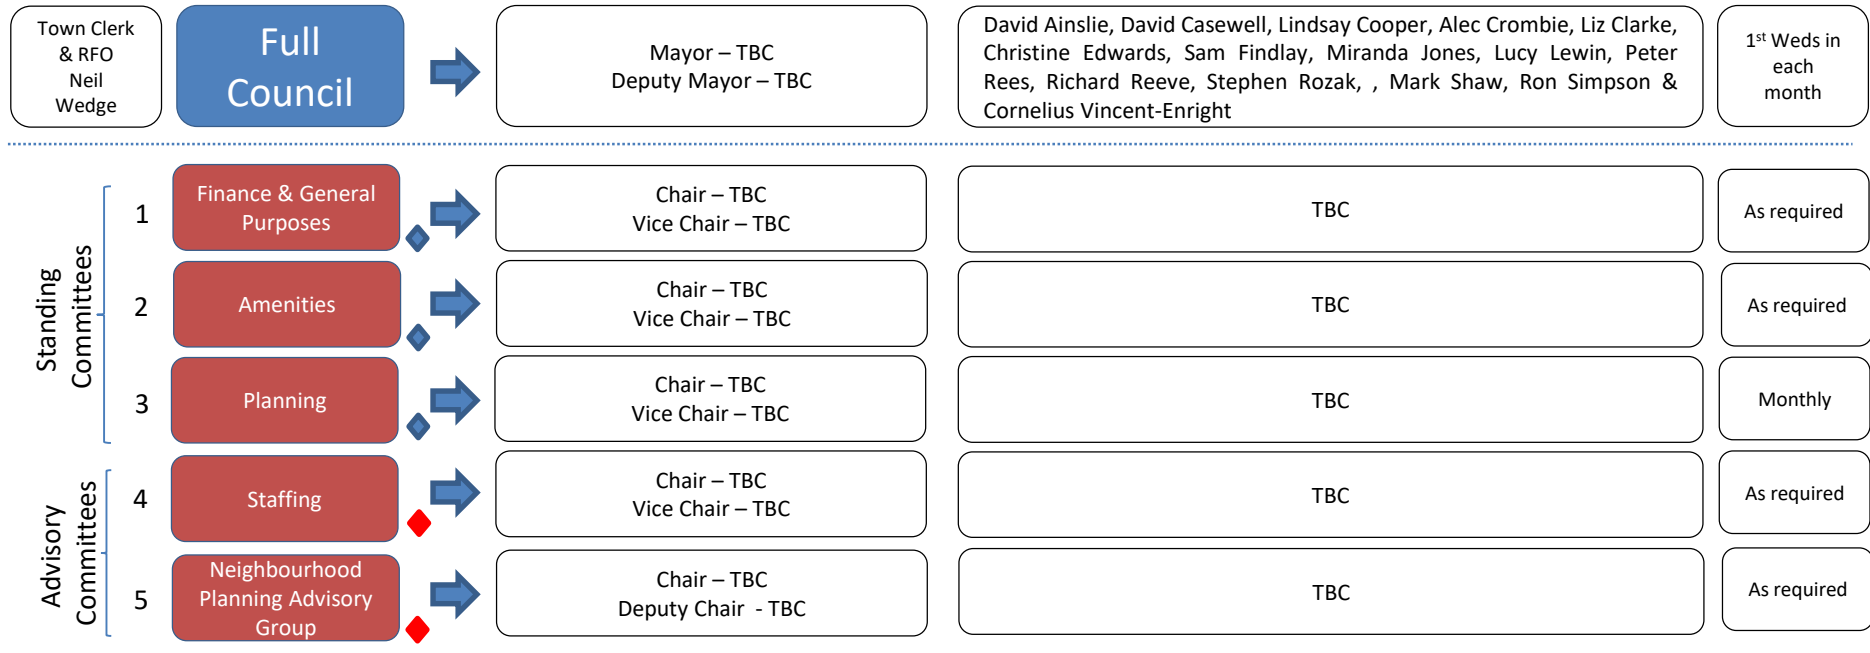 Town Clerk
& RFO
Neil
Wedge
Full
Council
Mayor – TBC
Deputy Mayor – TBC
David Ainslie, David Casewell, Lindsay Cooper, Alec Crombie, Liz Clarke,
Christine Edwards, Sam Findlay, Miranda Jones, Lucy Lewin, Peter
Rees, Richard Reeve, Stephen Rozak, , Mark Shaw, Ron Simpson &
Cornelius Vincent-Enright
1st Weds in
each
month
Standing
Committees
1
Finance & General
Purposes
Chair – TBC
Vice Chair – TBC
TBC
As required
2
Amenities
Chair – TBC
Vice Chair – TBC
TBC
As required
3
Planning
Chair – TBC
Vice Chair – TBC
TBC
Monthly
Advisory
Committees
4
Staffing
Chair – TBC
Vice Chair – TBC
TBC
As required
5
Neighbourhood
Planning Advisory
Group
Chair – TBC
Deputy Chair - TBC
TBC
As required